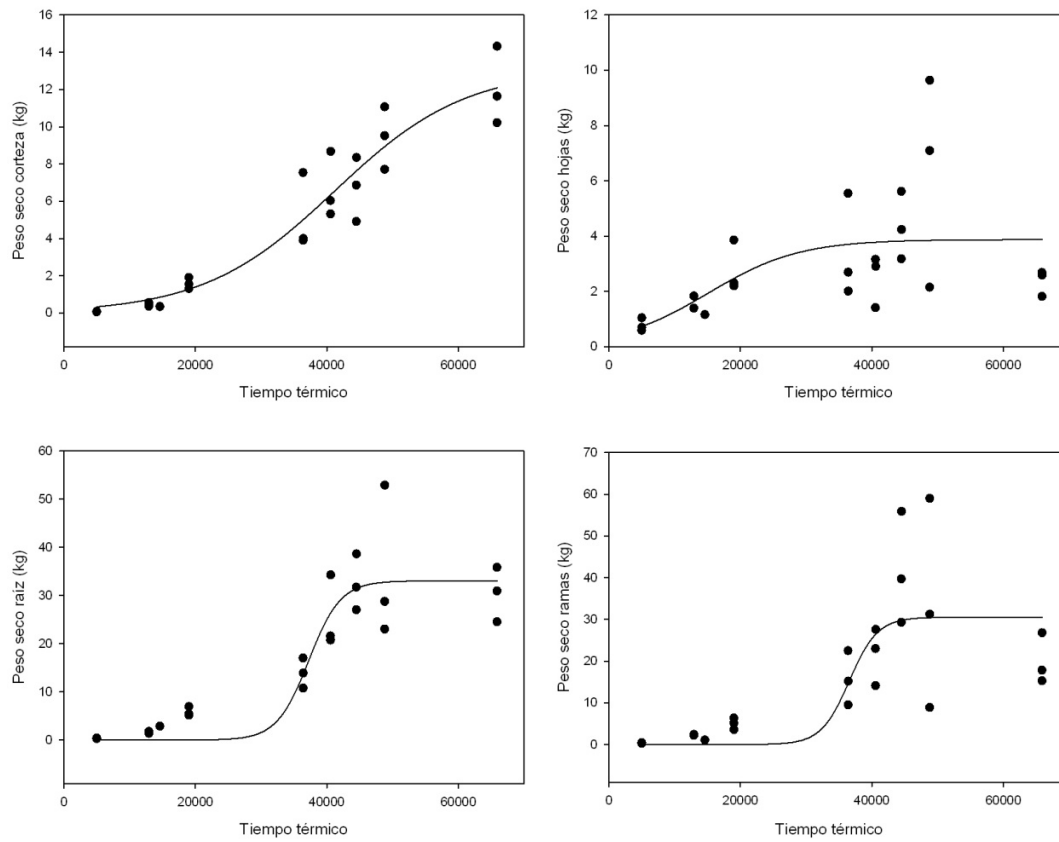 Peso seco corteza (kg)
16
14
12
10
8
6
4
2
0
0 20000 40000 60000
Tiempo térmico
Peso seco hojas (kg)
12
10
8
6
4
2
0
0 20000 40000 60000
Tiempo térmico
Peso seco raiz (kg)
60
50
40
30
20
10
0
0 20000 40000 60000
Tiempo térmico
Peso seco ramas (kg)
70
60
50
40
30
20
10
0
0 20000 40000 60000
Tiempo térmico